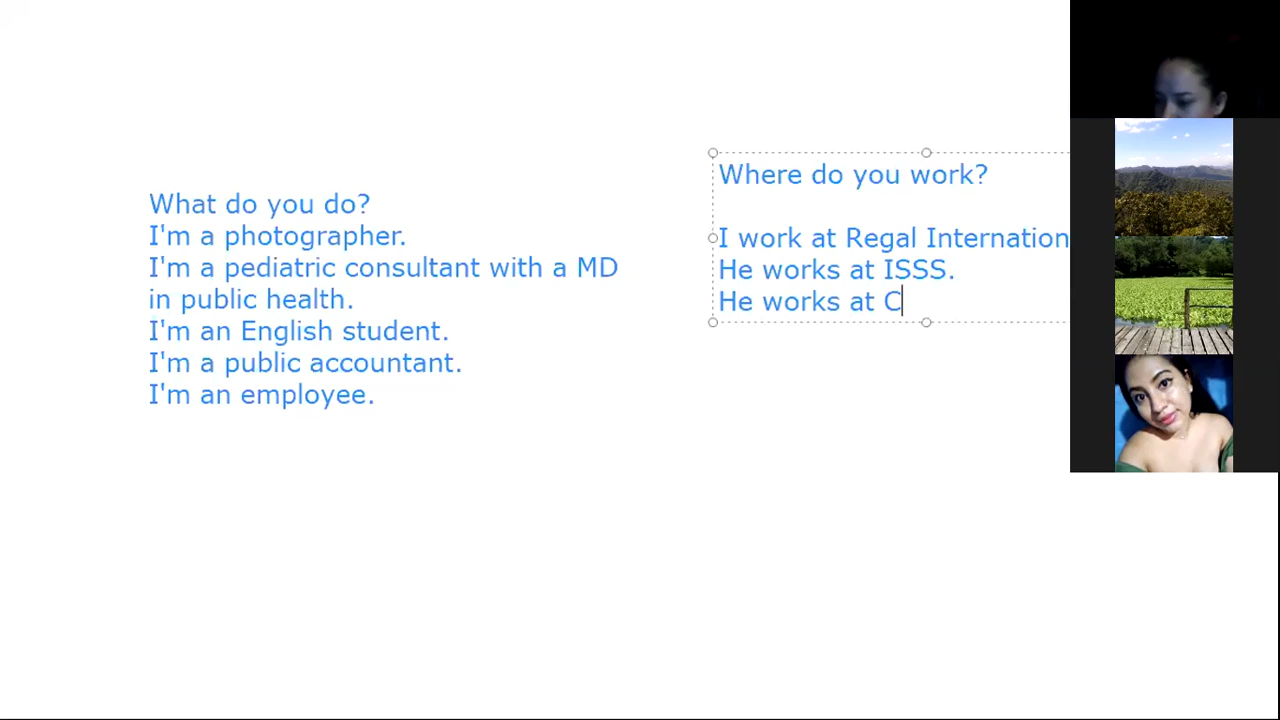 What do you do?
I'm a photographer.
I'm a pediatric consultant with a MD
in public health.
I'm an English student.
I'm a public accountant.
I'm an employee.
Where do you work?
I work at Regal Internation
He works at ISSS.
He works at C